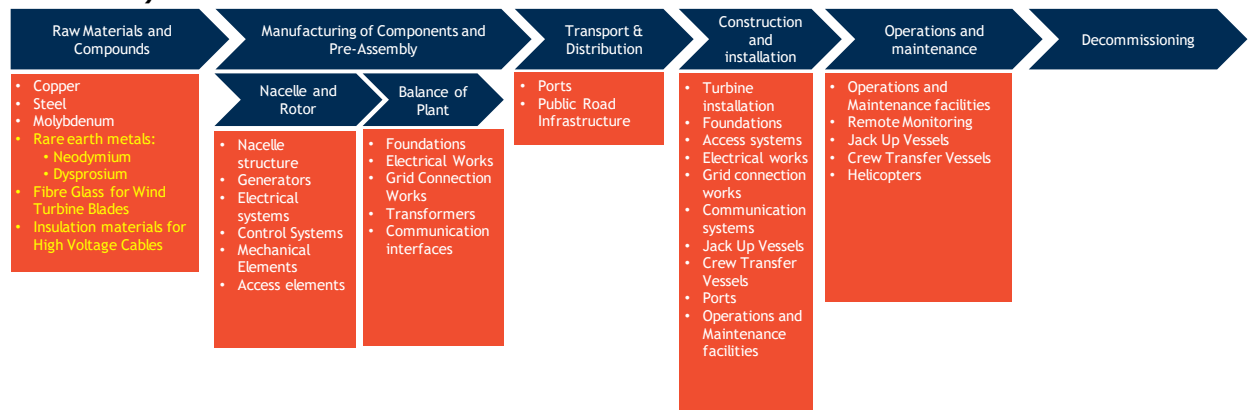 Raw Materials and
Compounds
Manufacturing of Components and
Pre-Assembly
Transport &
Distribution
Construction
and
installation
Operations and
maintenance
Decommissioning
• Copper
• Steel
• Molybdenum
• Rare earth metals:
• Neodymium
• Dysprosium
• Fibre Glass for Wind
Turbine Blades
• Insulation materials for
High Voltage Cables
Nacelle and
Rotor
• Nacelle
structure
• Generators
• Electrical
systems
• Control Systems
• Mechanical
Elements
• Access elements
Balance of
Plant
• Foundations
• Electrical Works
• Grid Connection
Works
• Transformers
• Communication
interfaces
• Ports
• Public Road
Infrastructure
• Turbine
installation
• Foundations
• Access systems
• Electrical works
• Grid connection
works
• Communication
systems
• Jack Up Vessels
• Crew Transfer
Vessels
• Ports
• Operations and
Maintenance
facilities
• Operations and
Maintenance facilities
• Remote Monitoring
• Jack Up Vessels
• Crew Transfer Vessels
• Helicopters